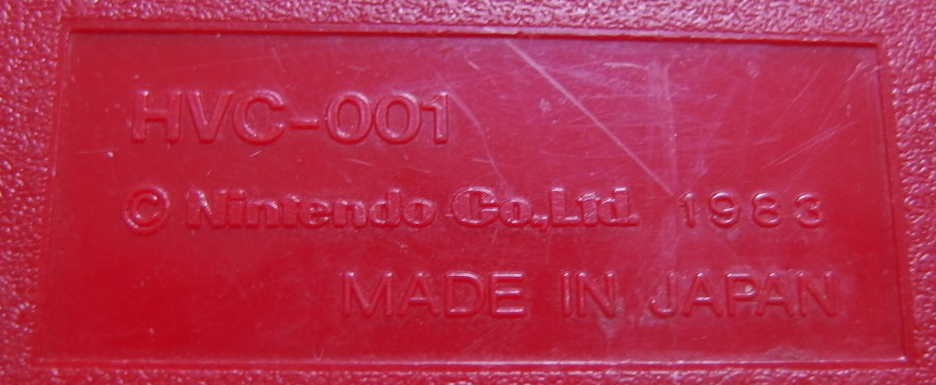 HVC-001
© Nintendo Co.,Ltd. 1983
MADE IN JAPAN